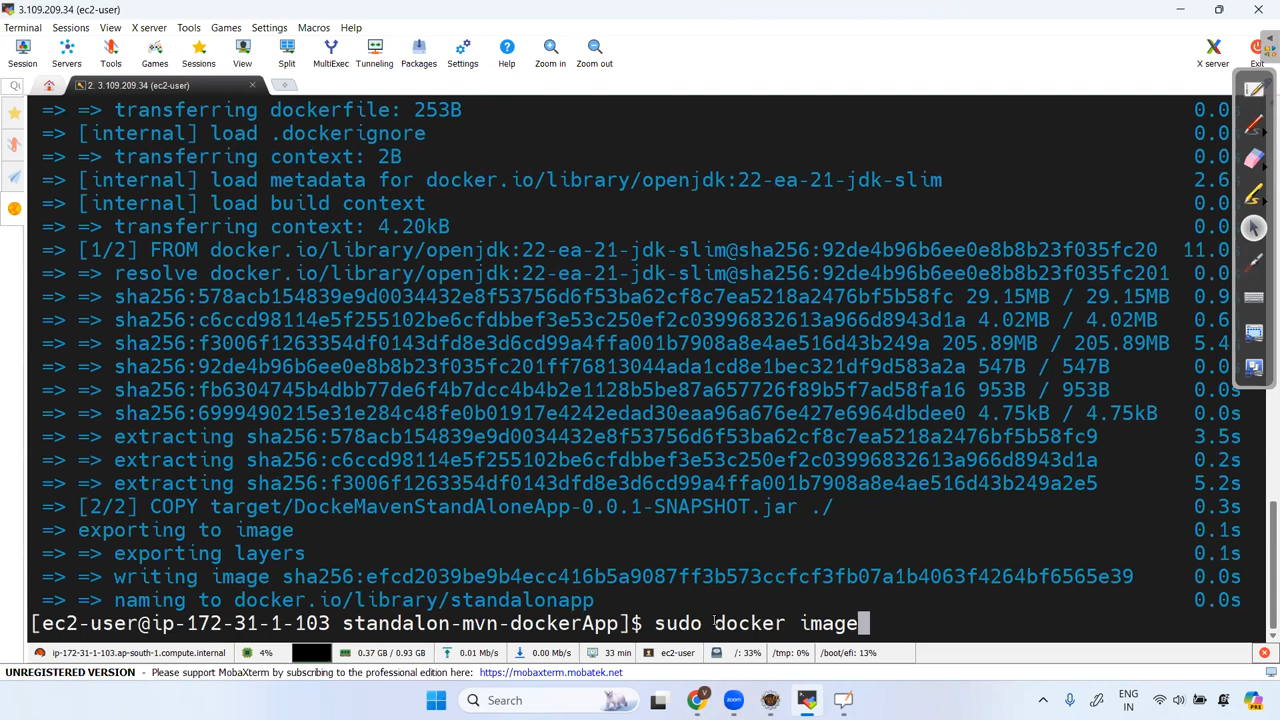 3.109.209.34 (ec2-user)
Terminal Sessions View X server Tools Games Settings Macros Help
Session Servers Tools Games Sessions View Split MultiExec Tunneling Packages Settings Help Zoom in Zoom out X server Exit
2. 3.109.209.34 (ec2-user)
=> => transferring dockerfile: 253B 0.0
=> [internal] load .dockerignore 0.0
=> => transferring context: 2B 0.0
=> [internal] load metadata for docker.io/library/openjdk:22-ea-21-jdk-slim 2.6
=> [internal] load build context 0.0
=> => transferring context: 4.20kB 0.0
=> [1/2] FROM docker.io/library/openjdk:22-ea-21-jdk-slim@sha256:92de4b96b6ee0e8b8b23f035fc20 11.0
=> => resolve docker.io/library/openjdk:22-ea-21-jdk-slim@sha256:92de4b96b6ee0e8b8b23f035fc201 0.0
=> => sha256:578acb154839e9d0034432e8f53756d6f53ba62cf8c7ea5218a2476bf5b58fc 29.15MB / 29.15MB 0.9
=> => sha256:c6ccd98114e5f255102be6cfdbbef3e53c250ef2c03996832613a966d8943d1a 4.02MB / 4.02MB 0.6
=> => sha256:f3006f1263354df0143dfd8e3d6cd99a4ffa001b7908a8e4ae516d43b249a 205.89MB / 205.89MB 5.4
=> => sha256:92de4b96b6ee0e8b8b23f035fc201ff76813044ada1cd8e1bec321df9d583a2a 547B / 547B 0.0
=> => sha256:fb6304745b4dbb77de6f4b7dcc4b4b2e1128b5be87a657726f89b5f7ad58fa16 953B / 953B 0.0s
=> => sha256:6999490215e31e284c48fe0b01917e4242edad30eaa96e427e6964dbdee0 4.75kB / 4.75kB 0.0s
=> => extracting sha256:578acb154839e9d0034432e8f53756d6f53ba62cf8c7ea5218a2476bf5b58fc9 3.5s
=> => extracting sha256:c6ccd98114e5f255102be6cfdbbef3e53c250ef2c03996832613a966d8943d1a 0.2s
=> => extracting sha256:f3006f1263354df0143dfd8e3d6cd99a4ffa001b7908a8e4ae516d43b249a2e5 5.2s
=> [2/2] COPY target/DockeMavenStandAloneApp-0.0.1-SNAPSHOT.jar ./ 0.3s
=> exporting to image 0.1s
=> => exporting layers 0.1s
=> => writing image sha256:efcd2039be9b4ecc416b5a9087ff3b573ccfcf3fb07a1b4063f4264bf6565e39 0.0s
=> => naming to docker.io/library/standalonapp 0.0s
[ec2-user@ip-172-31-1-103 standalon-mvn-dockerApp]$ sudo docker image
ip-172-31-1-103.ap-south-1.compute.internal 4% 0.37 GB / 0.93 GB 0.01 Mb/s 0.00 Mb/s 33 min ec2-user /: 33% /tmp: 0% /boot/efi: 13%
UNREGISTERED VERSION - Please support MobaXterm by subscribing to the professional edition here: https://mobaxterm.mobatek.net
Search zoom ENG
IN